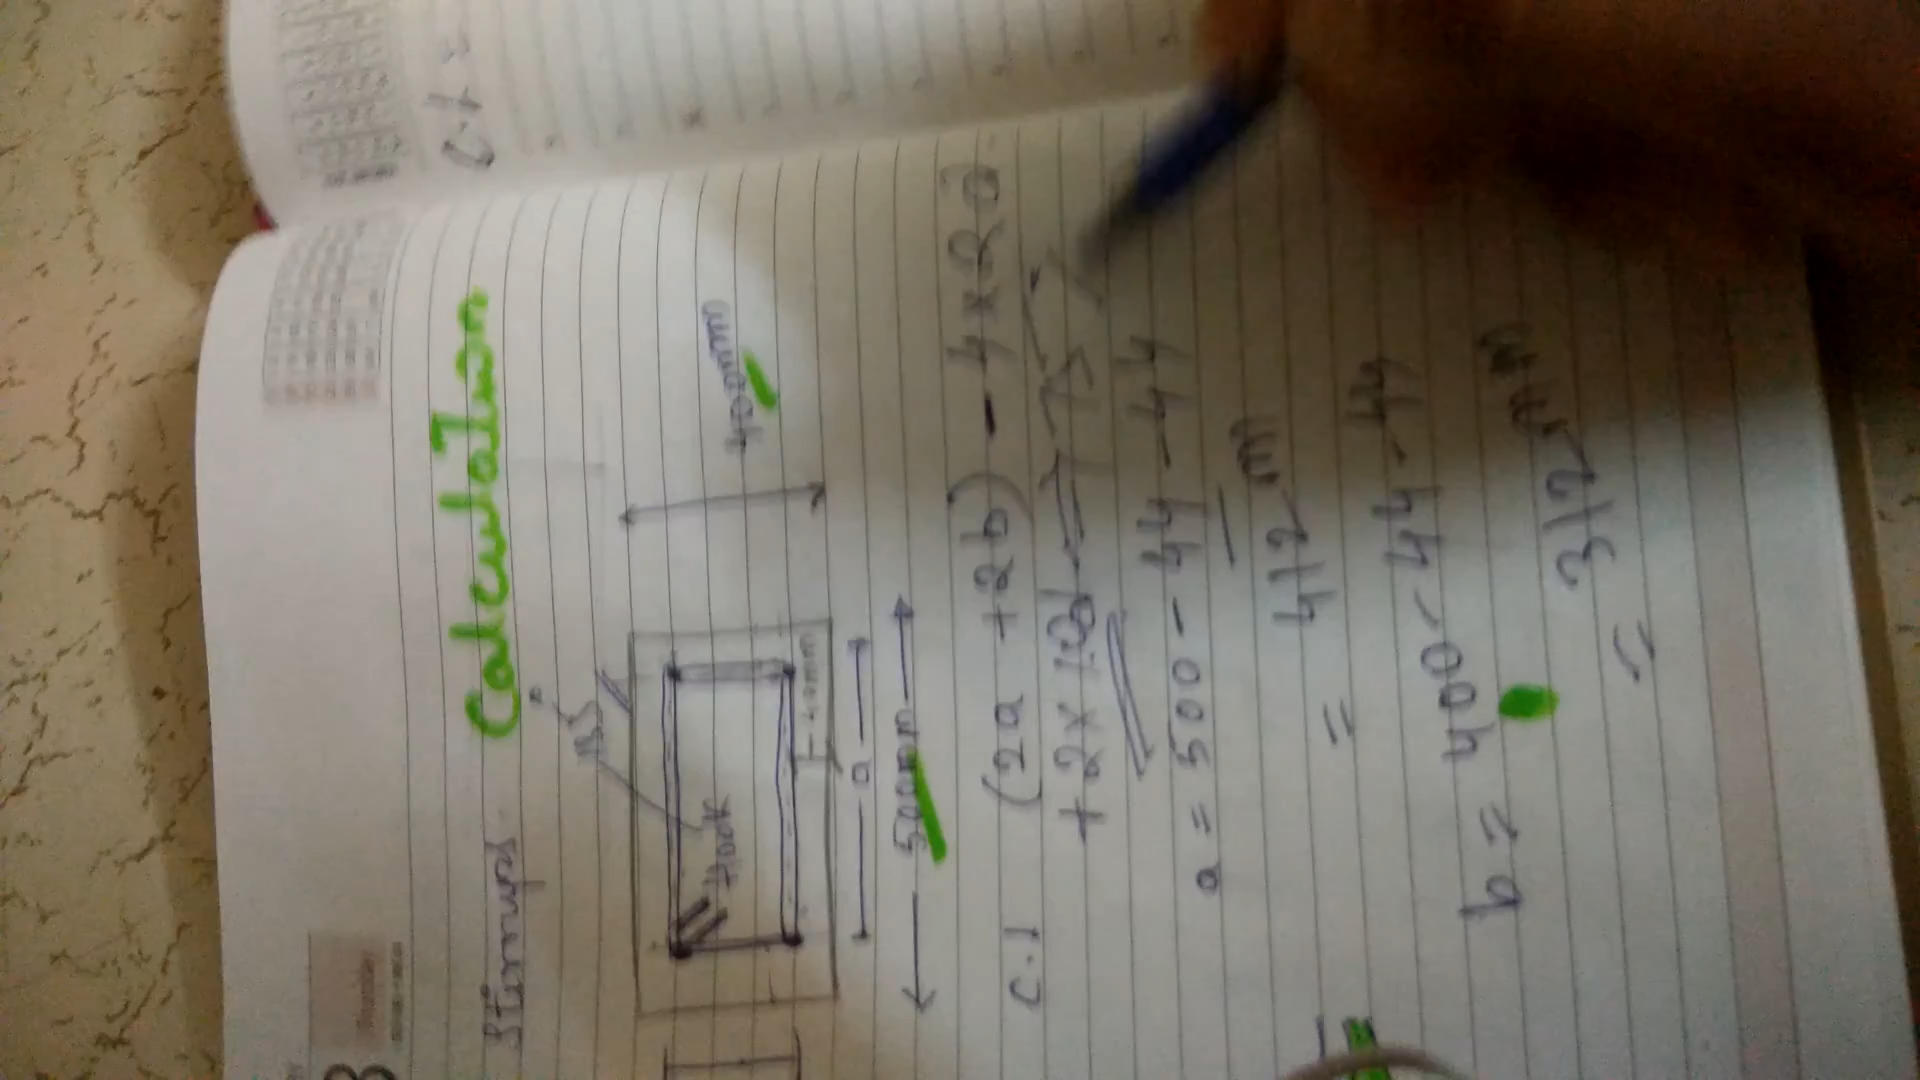 Stirrups Calculation
135°
400mm
Hook
40mm
a
500mm
C.l (2a + 2b) - 4×2d
+ 2×10d
a = 500 - 44 - 44
= 412 m
b = 400 - 44 - 44
= 312 mm
C.l =